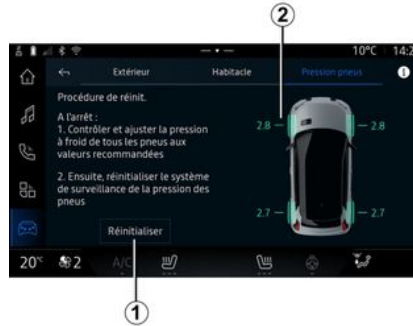 2
10°C 14:2
Extérieur Habitacle Pression pneus
Procédure de réinit.
A l'arrêt :
1. Contrôler et ajuster la pression
à froid de tous les pneus aux
valeurs recommandées
2. Ensuite, réinitialiser le système
de surveillance de la pression des
pneus
Réinitialiser
2.8 2.8
2.7 2.7
20°C 2 A/C
1